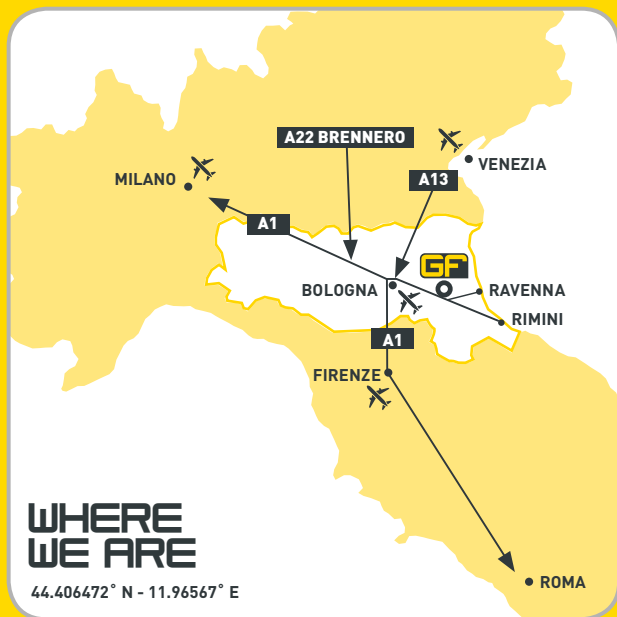 A22 BRENNERO
VENEZIA
MILANO
A13
A1
GF
BOLOGNA
RAVENNA
RIMINI
A1
FIRENZE
WHERE
WE ARE
ROMA
44.406472° N - 11.96567° E